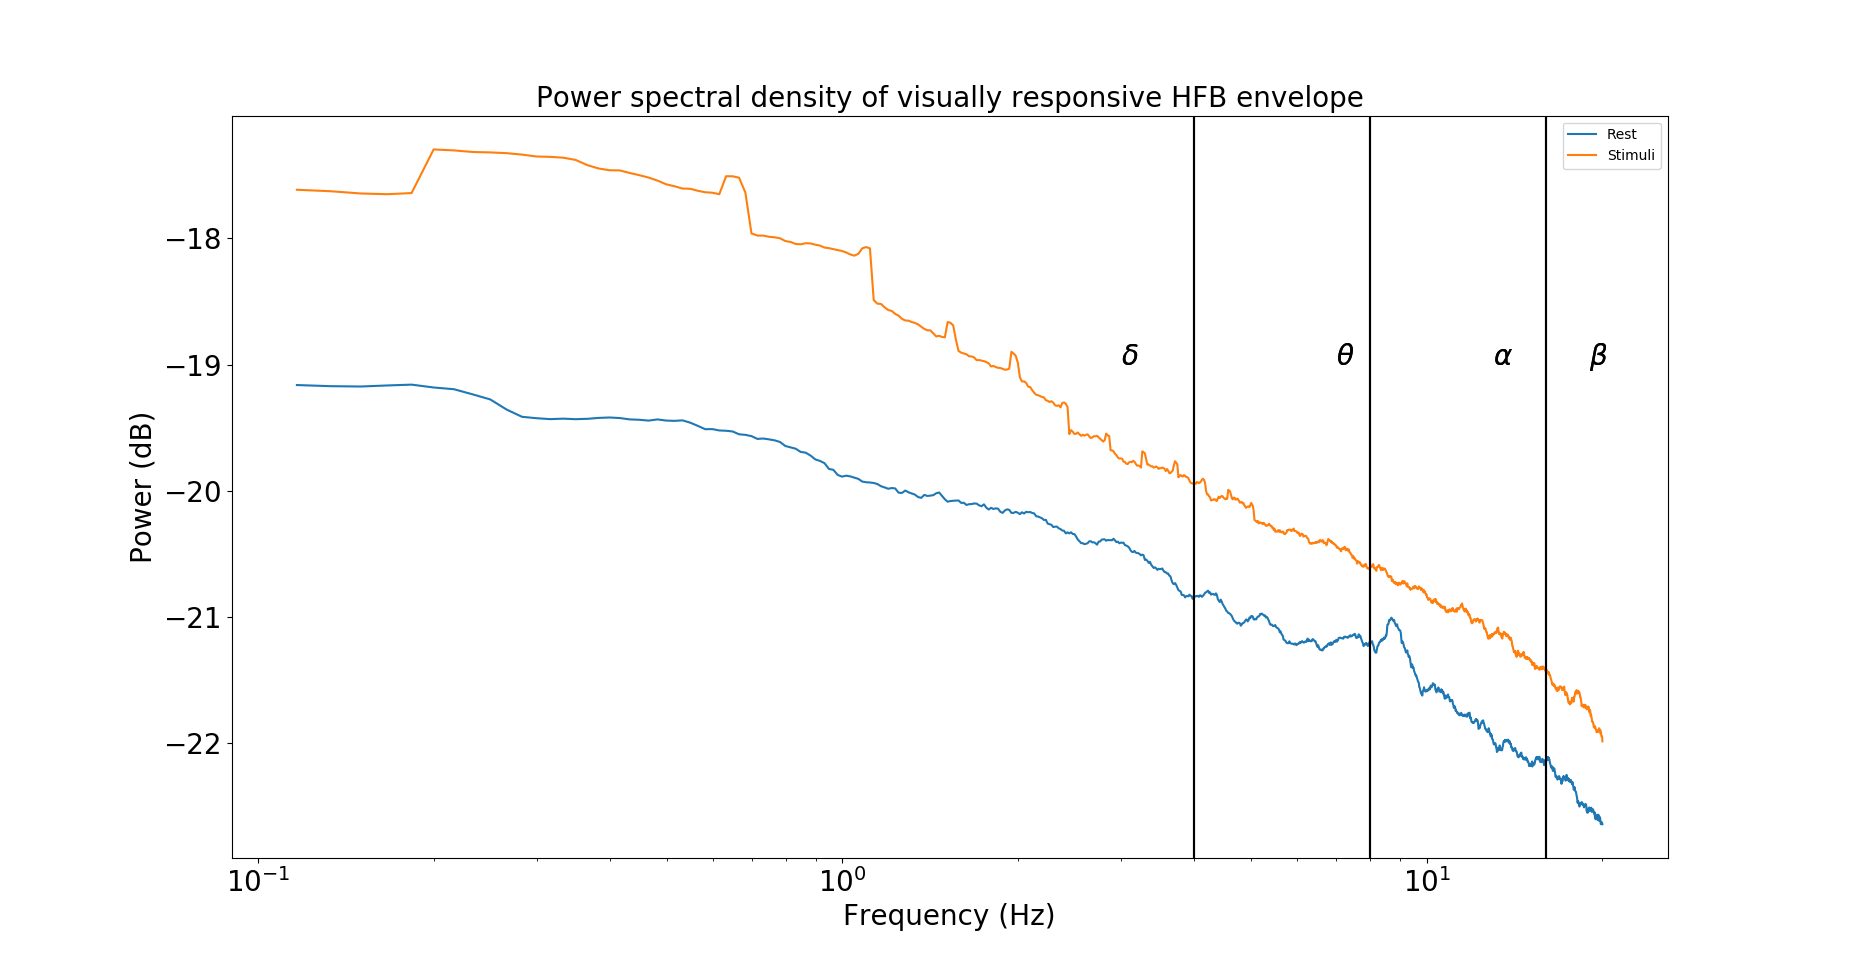 Power spectral density of visually responsive HFB envelope
Rest
Stimuli
−18
−19
−20
−21
−22
Power (dB)
δ
θ
α
β
10⁻¹
10⁰
10¹
Frequency (Hz)